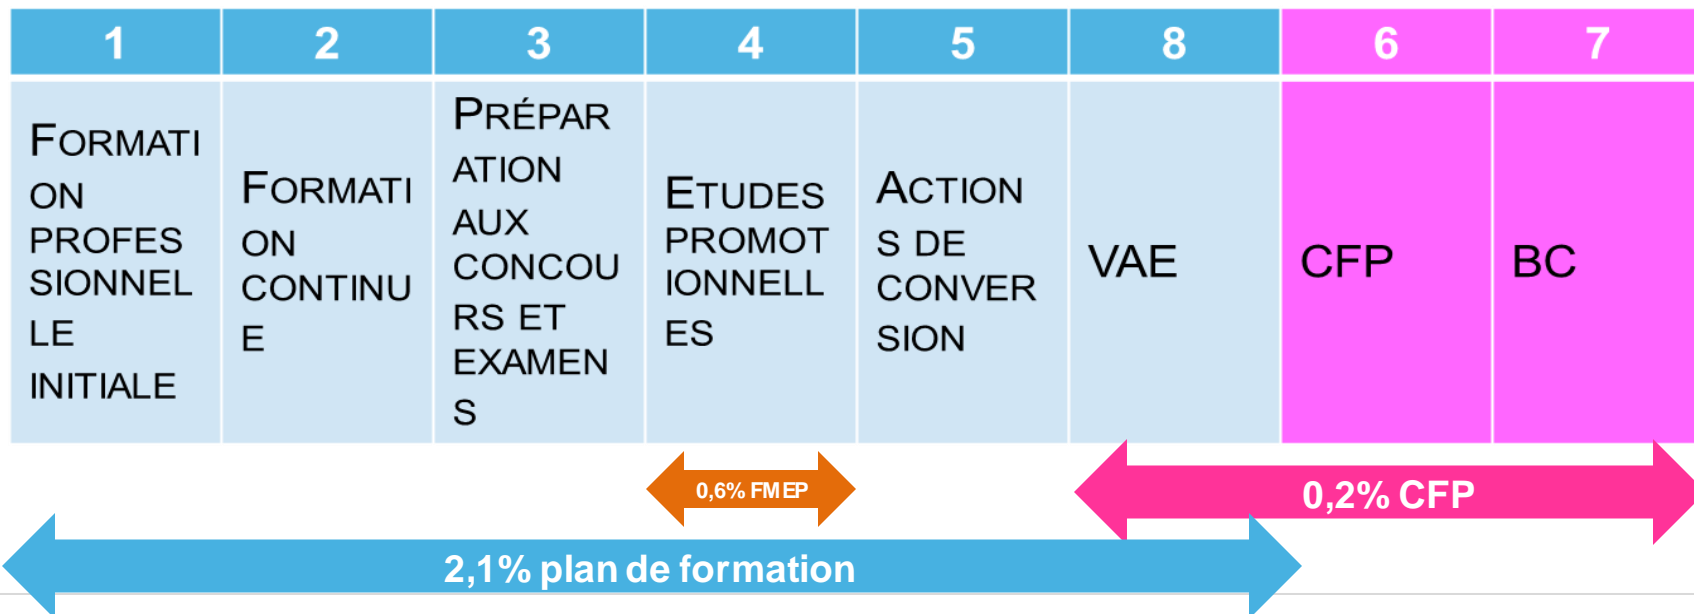 1 2 3 4 5 8 6 7
FORMATI
ON
PROFES
SIONNEL
LE
INITIALE
FORMATI
ON
CONTINU
E
PRÉPAR
ATION
AUX
CONCOU
RS ET
EXAMEN
S
ETUDES
PROMOT
IONNELL
ES
ACTION
S DE
CONVER
SION
VAE
CFP
BC
0,6% FMEP
0,2% CFP
2,1% plan de formation